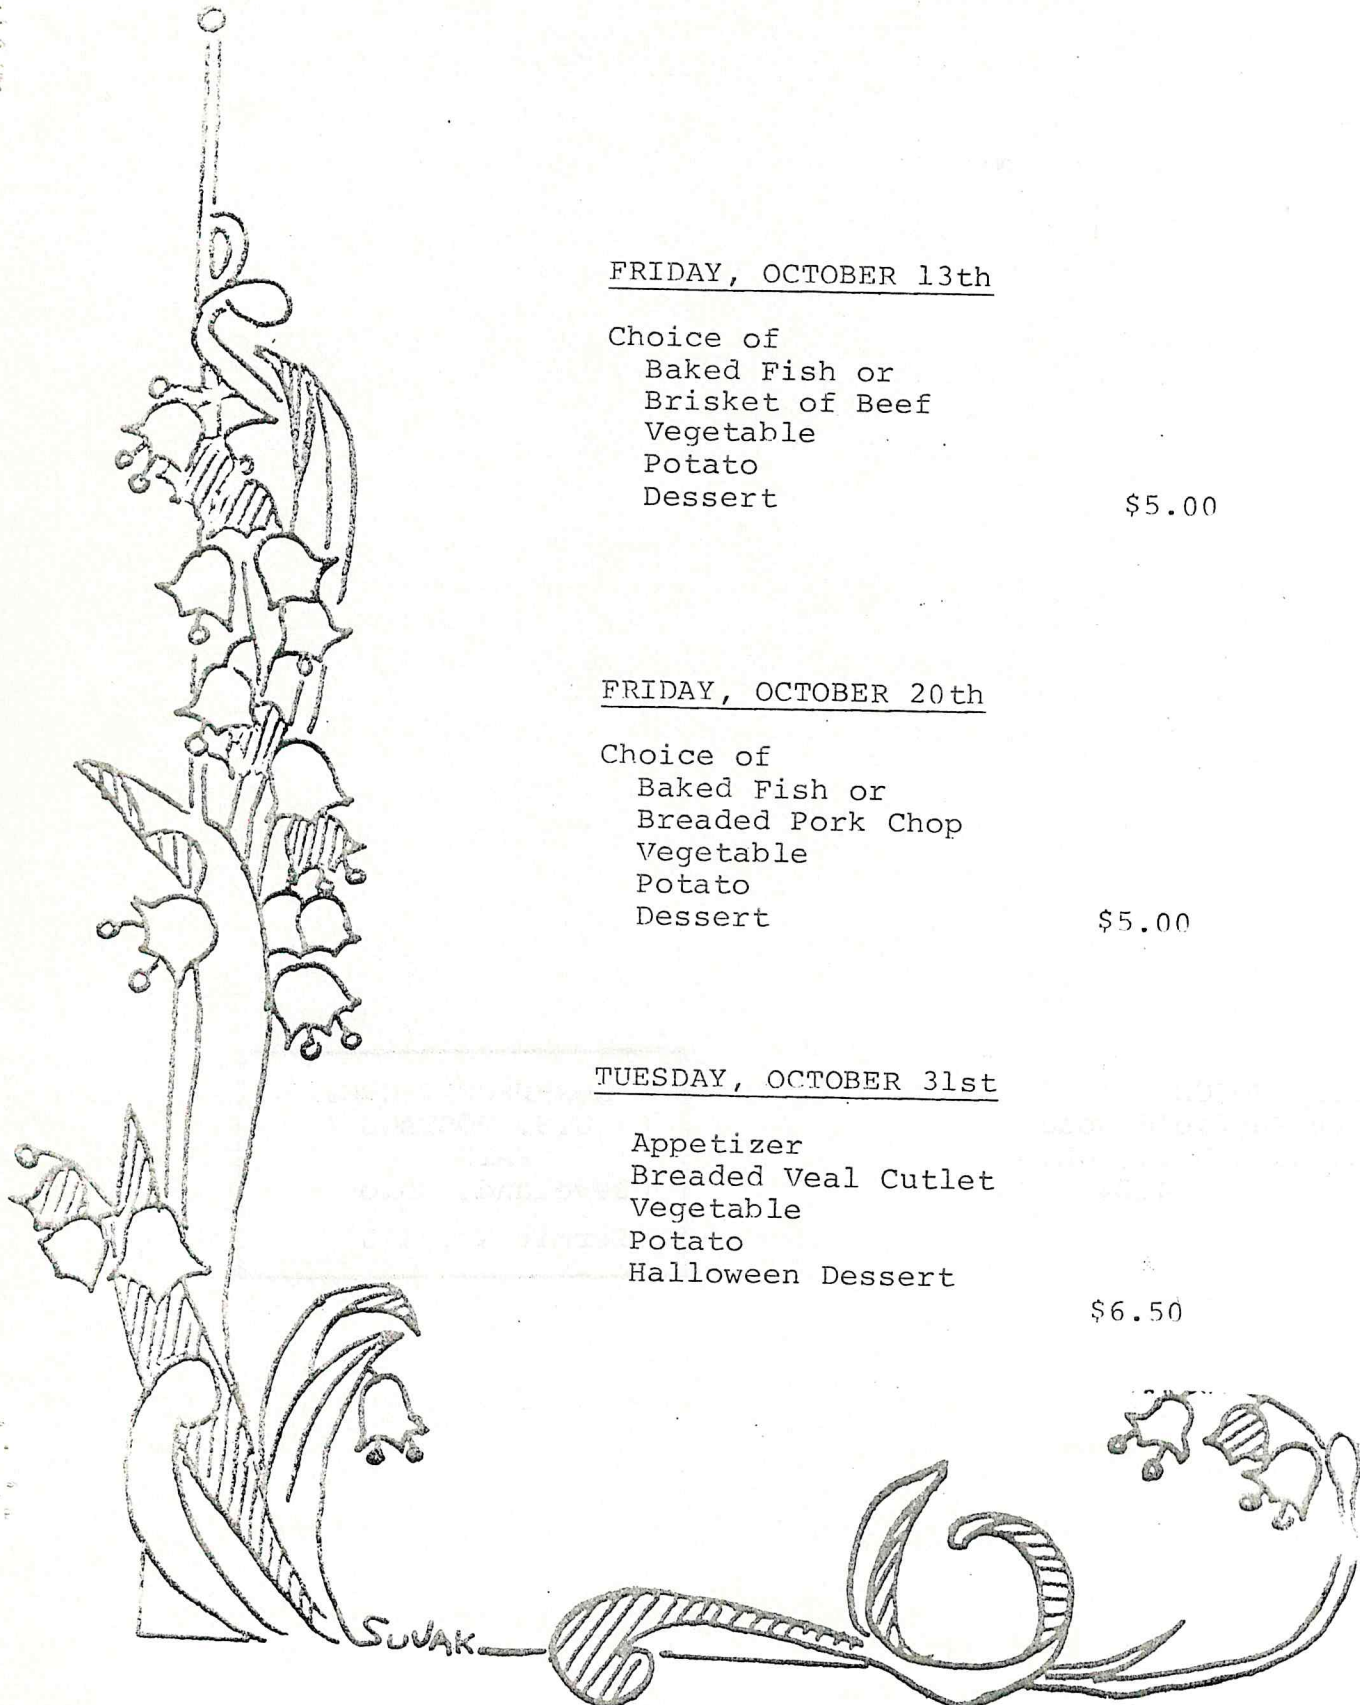 FRIDAY, OCTOBER 13th
Choice of
Baked Fish or
Brisket of Beef
Vegetable
Potato
Dessert $5.00
FRIDAY, OCTOBER 20th
Choice of
Baked Fish or
Breaded Pork Chop
Vegetable
Potato
Dessert $5.00
TUESDAY, OCTOBER 31st
Appetizer
Breaded Veal Cutlet
Vegetable
Potato
Halloween Dessert
$6.50
SUVAK